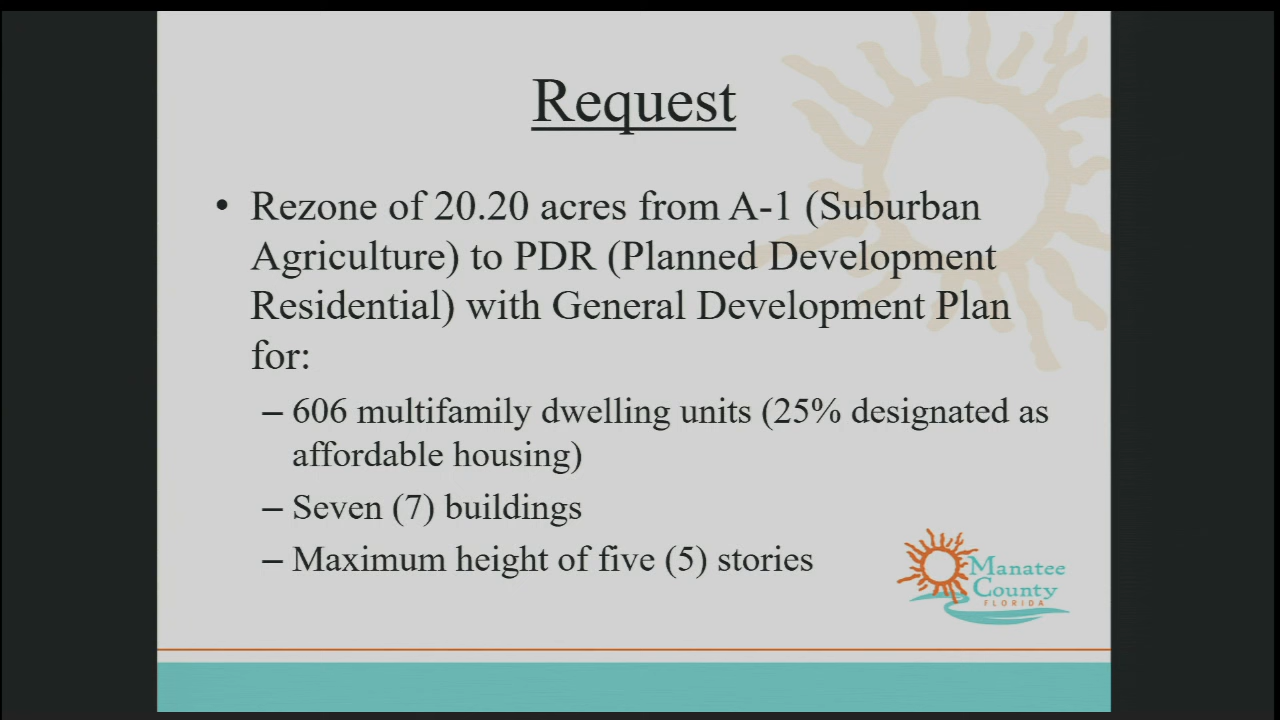 Request
• Rezone of 20.20 acres from A-1 (Suburban
Agriculture) to PDR (Planned Development
Residential) with General Development Plan
for:
– 606 multifamily dwelling units (25% designated as
affordable housing)
– Seven (7) buildings
– Maximum height of five (5) stories
Manatee
County
FLORIDA